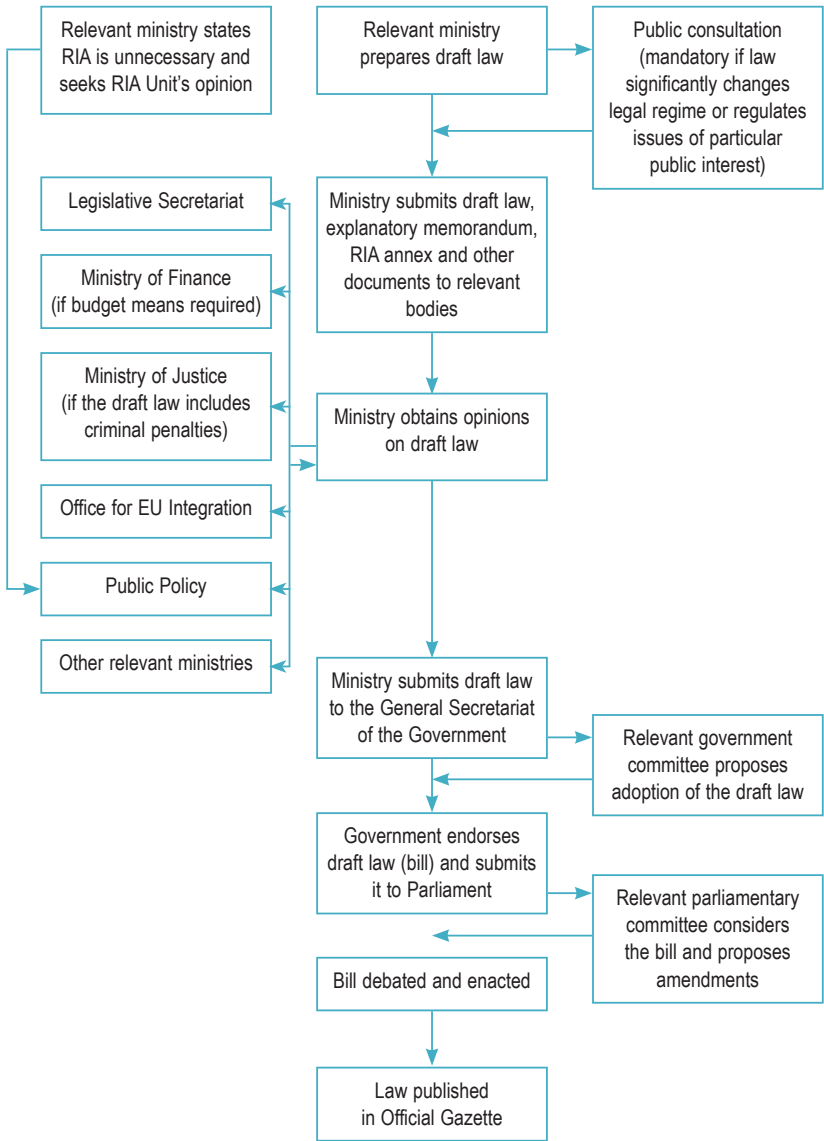 Relevant ministry states
RIA is unnecessary and
seeks RIA Unit's opinion
Relevant ministry
prepares draft law
Public consultation
(mandatory if law
significantly changes
legal regime or regulates
issues of particular
public interest)
Legislative Secretariat
Ministry of Finance
(if budget means required)
Ministry of Justice
(if the draft law includes
criminal penalties)
Office for EU Integration
Public Policy
Other relevant ministries
Ministry submits draft law,
explanatory memorandum,
RIA annex and other
documents to relevant
bodies
Ministry obtains opinions
on draft law
Ministry submits draft law
to the General Secretariat
of the Government
Relevant government
committee proposes
adoption of the draft law
Government endorses
draft law (bill) and submits
it to Parliament
Relevant parliamentary
committee considers
the bill and proposes
amendments
Bill debated and enacted
Law published
in Official Gazette